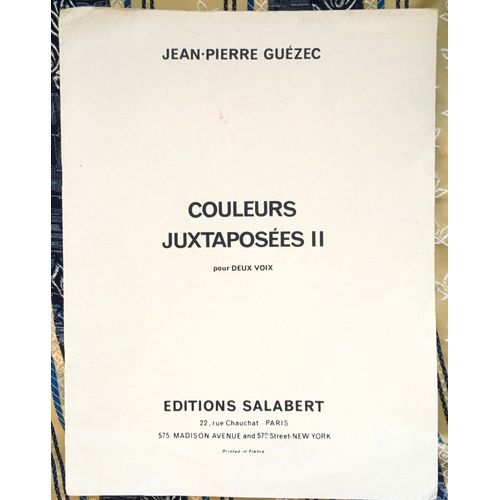 JEAN-PIERRE GUÉZEC
COULEURS
JUXTAPOSÉES II
pour DEUX VOIX
EDITIONS SALABERT
22, rue Chauchat - PARIS
575 MADISON AVENUE and 57TH Street-NEW YORK
Printed in France